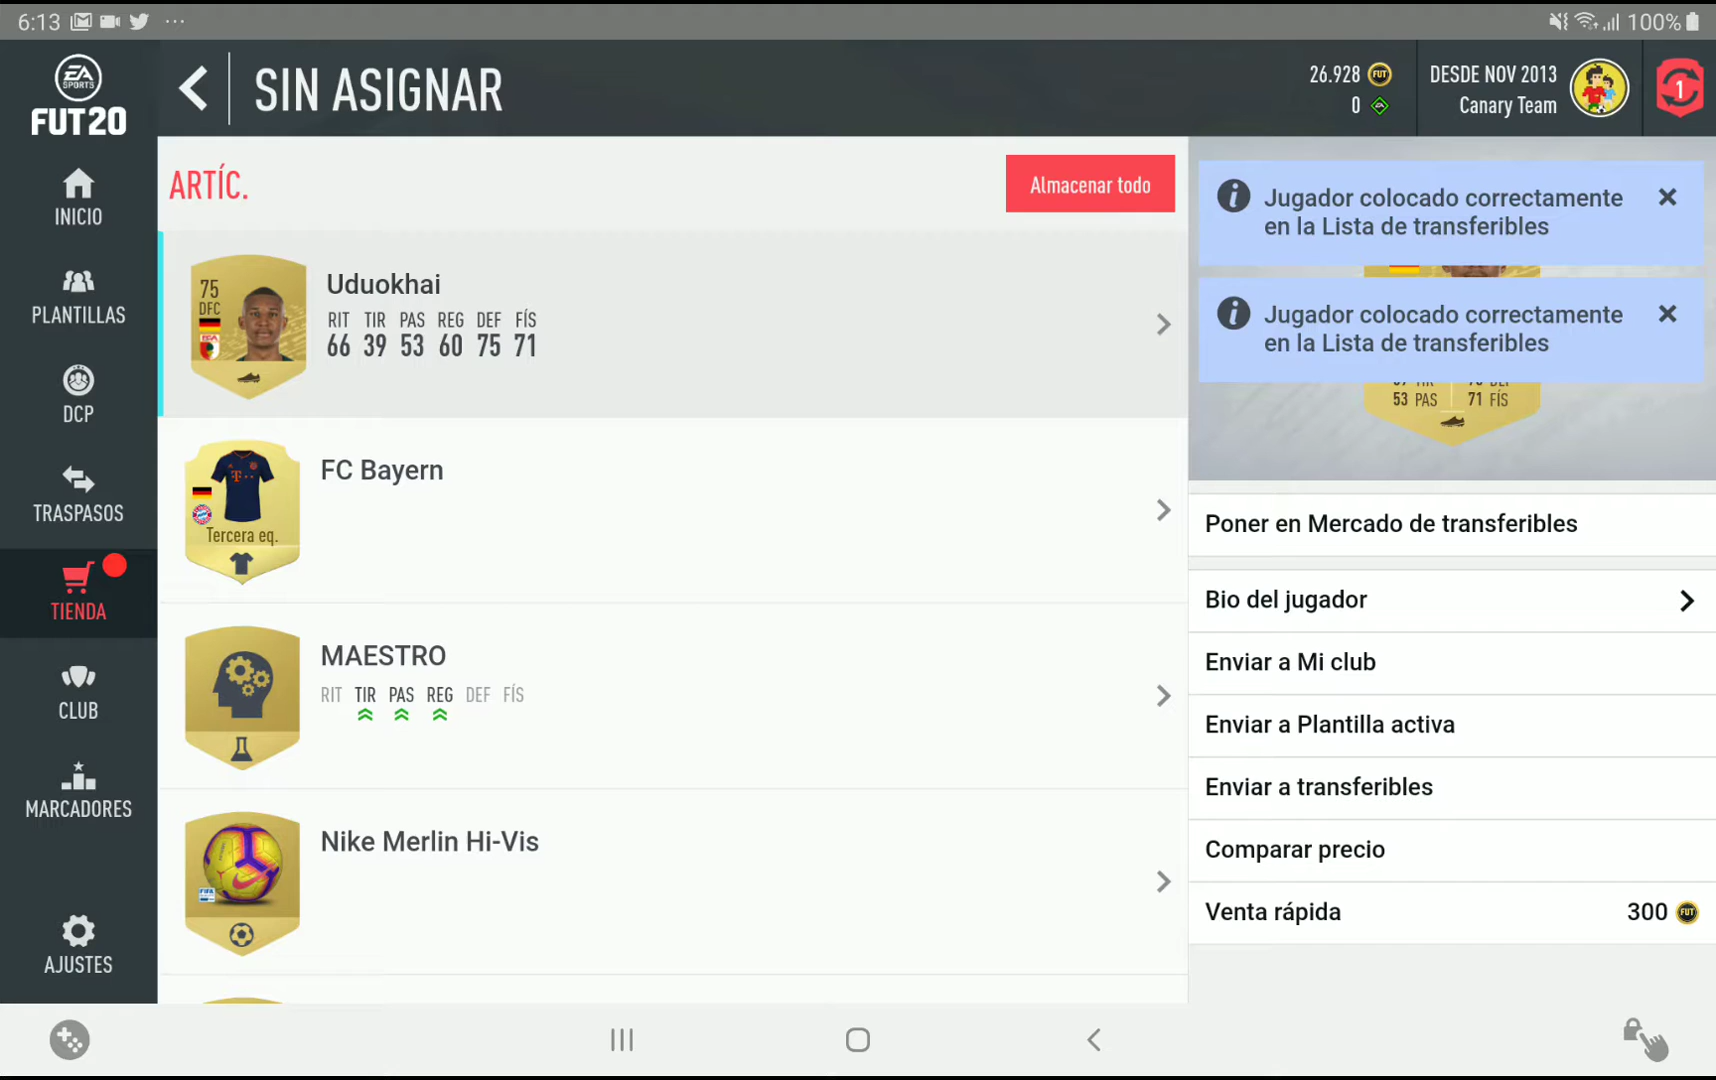 6:13
100%
EA
SPORTS
FUT20
SIN ASIGNAR
26.928 FUT
0
DESDE NOV 2013
Canary Team
1
INICIO
PLANTILLAS
DCP
TRASPASOS
TIENDA
CLUB
MARCADORES
AJUSTES
ARTÍC.
Almacenar todo
75
DFC
Uduokhai
RIT TIR PAS REG DEF FÍS
66 39 53 60 75 71
FC Bayern
Tercera eq.
MAESTRO
RIT TIR PAS REG DEF FÍS
Nike Merlin Hi-Vis
Jugador colocado correctamente
en la Lista de transferibles
Jugador colocado correctamente
en la Lista de transferibles
53 PAS 71 FÍS
Poner en Mercado de transferibles
Bio del jugador
Enviar a Mi club
Enviar a Plantilla activa
Enviar a transferibles
Comparar precio
Venta rápida 300 FUT